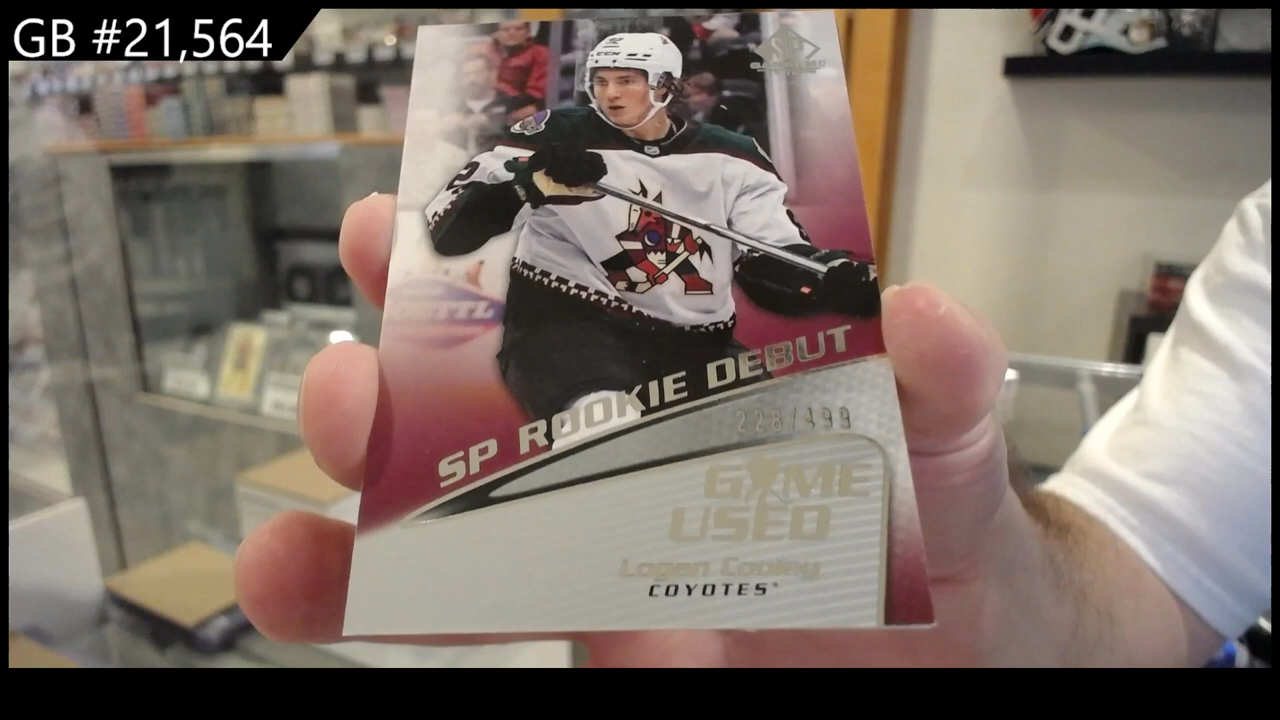 GB #21,564
SP ROOKIE DEBUT
228/499
GAME
USED
Logan Cooley
COYOTES